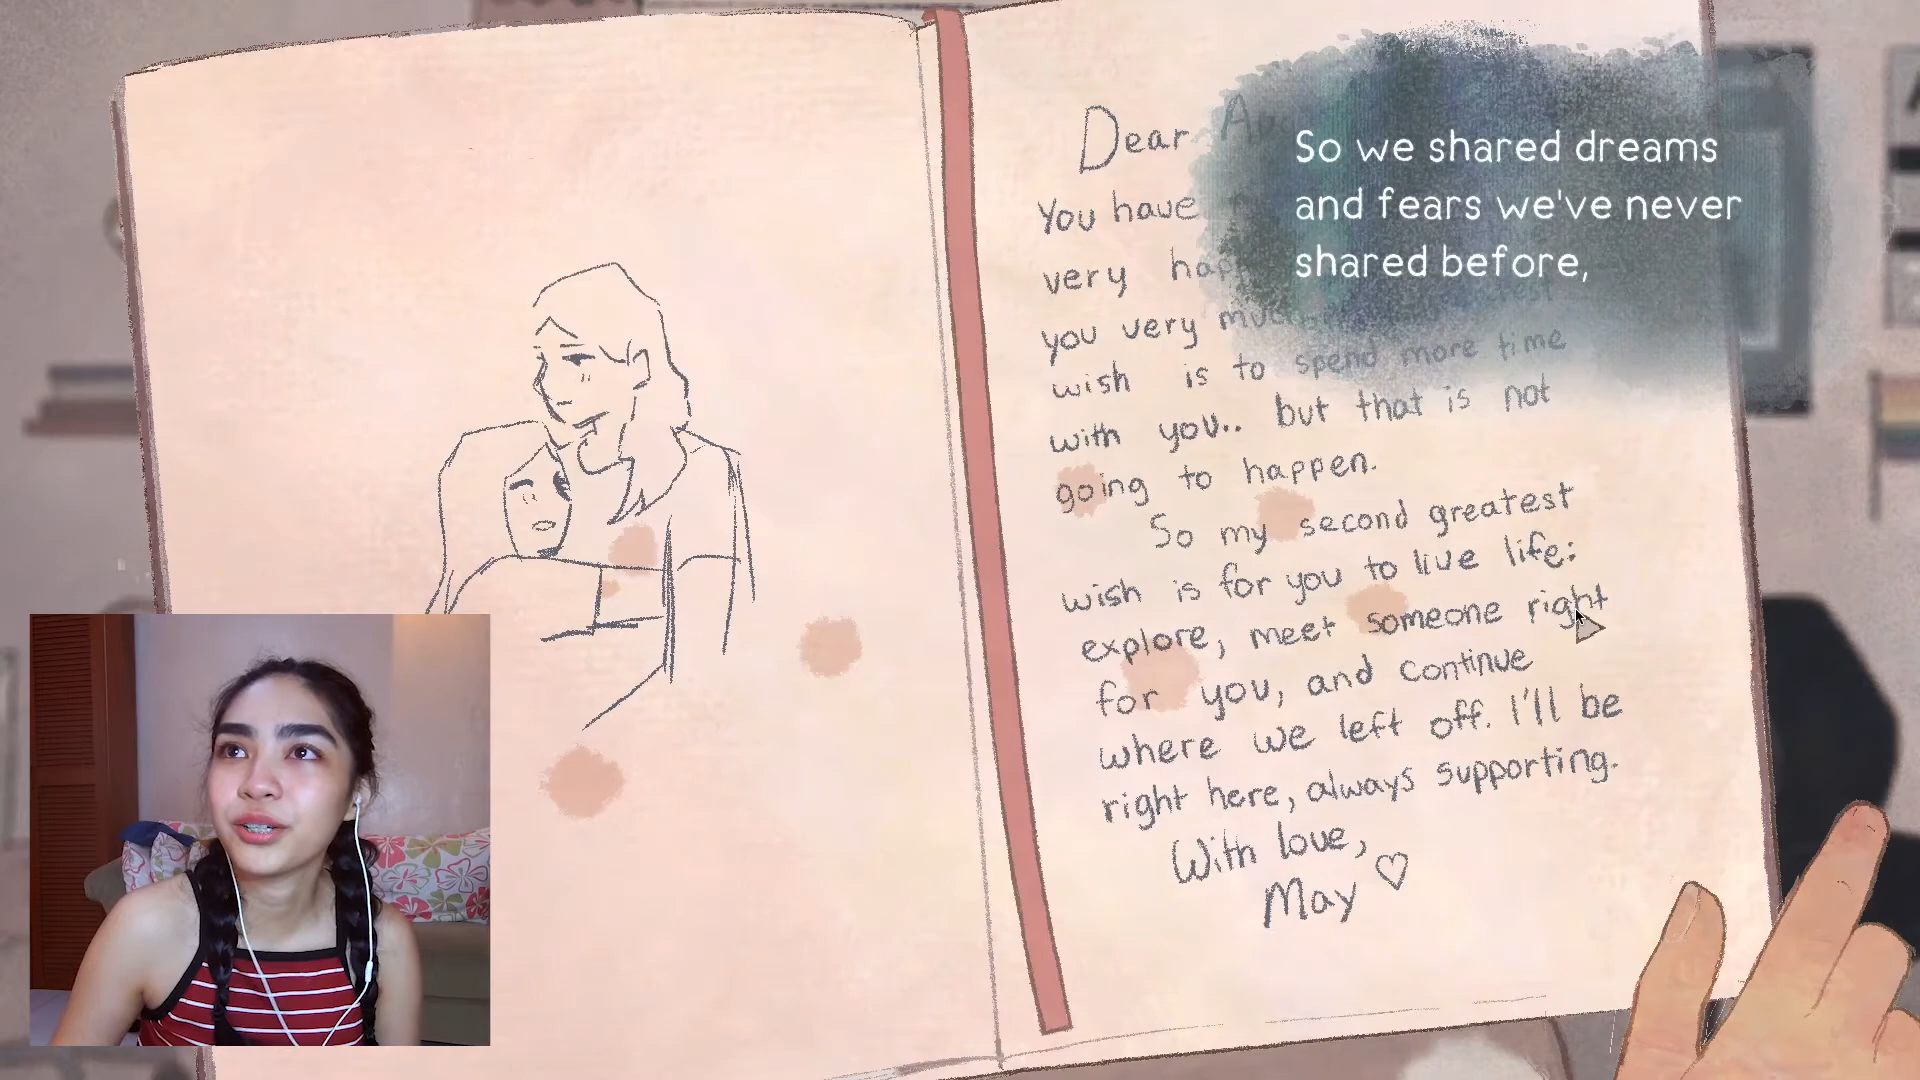 Dear
You have
very
you very much
wish is to spend more time
with you.. but that is not
going to happen.
So my second greatest
wish is for you to live life:
explore, meet someone right
for you, and continue
where we left off. I'll be
right here, always supporting.
With love,
May ♡
So we shared dreams
and fears we've never
shared before,